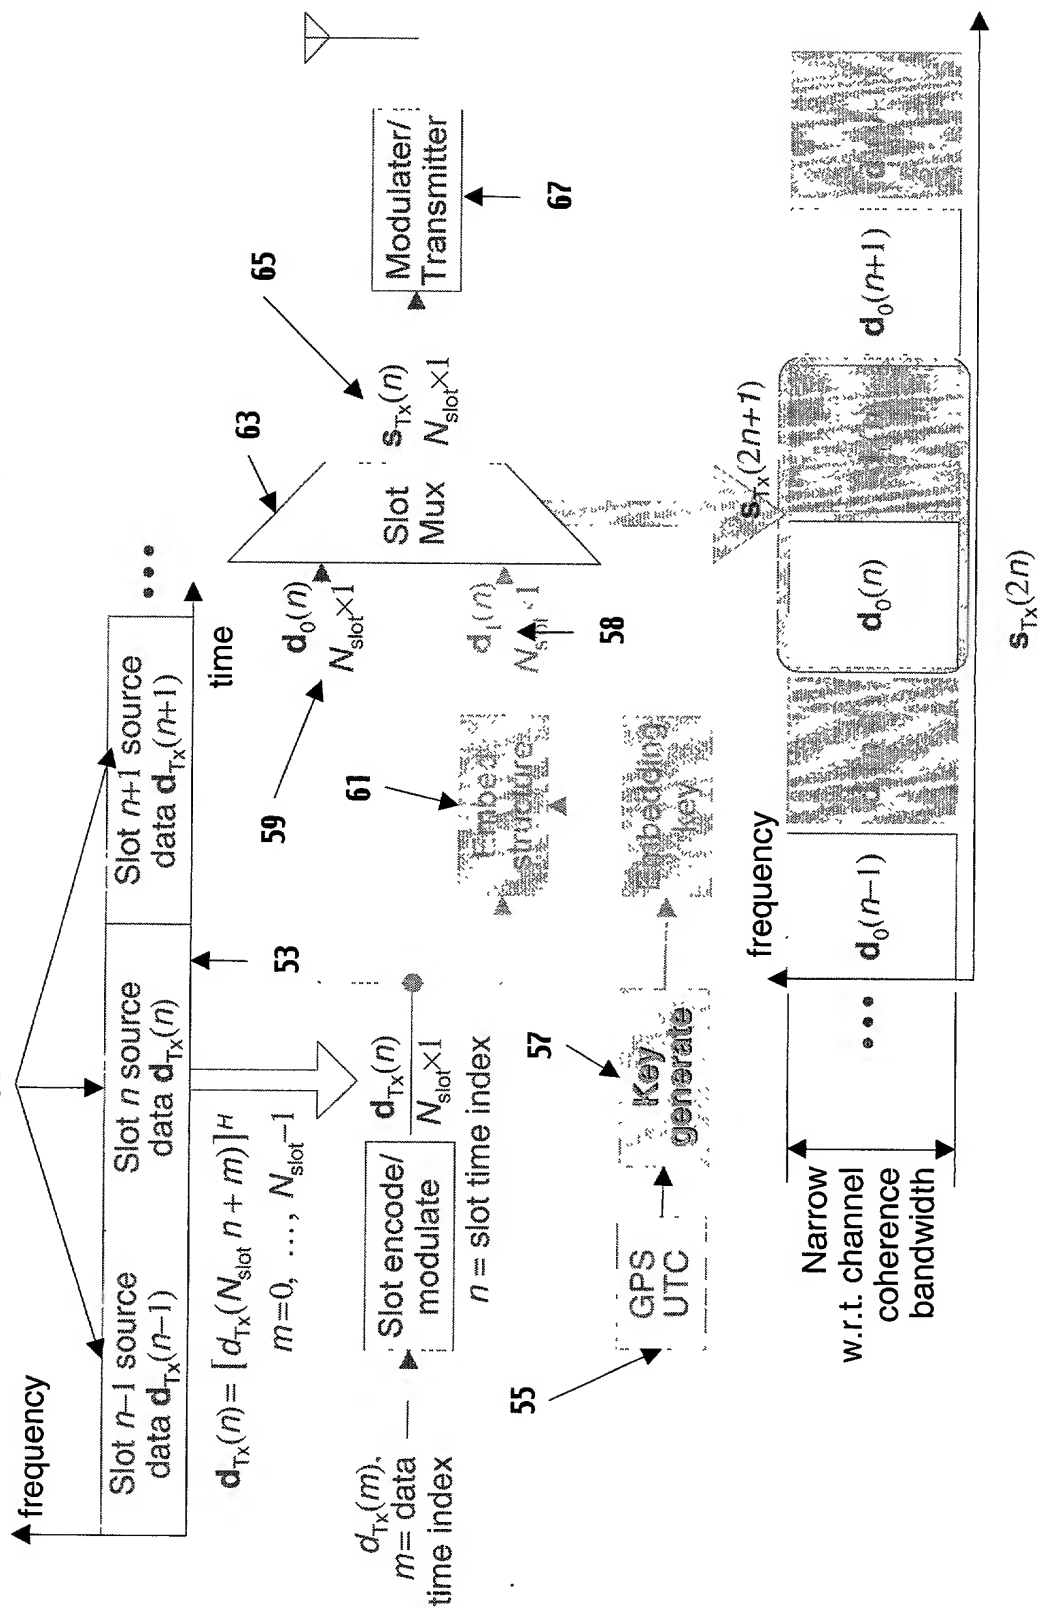 frequency
Slot n–1 source
data d_Tx(n–1)
Slot n source
data d_Tx(n)
Slot n+1 source
data d_Tx(n+1)
•••
time
53
d_Tx(n) = [d_Tx(N_slot n + m)]^H
m=0, …, N_slot–1
d_Tx(m),
m= data
time index
Slot encode/
modulate
d_Tx(n)
N_slot×1
n = slot time index
59
d_0(n)
N_slot×1
d_1(n)
58
61
structure
63
Slot
Mux
65
s_Tx(n)
N_slot×1
Modulater/
Transmitter
67
55
GPS
UTC
57
Key
generate
Embedding
key
Narrow
w.r.t. channel
coherence
bandwidth
frequency
•••
d_0(n–1)
d_0(n)
s_Tx(2n+1)
d_0(n+1)
s_Tx(2n)